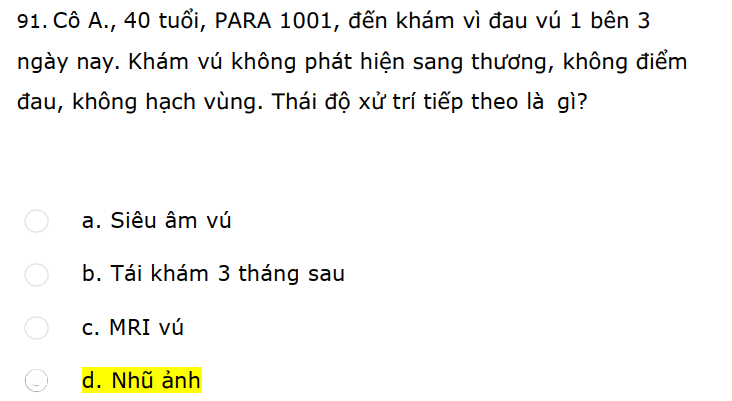 91. Cô A., 40 tuổi, PARA 1001, đến khám vì đau vú 1 bên 3
ngày nay. Khám vú không phát hiện sang thương, không điểm
đau, không hạch vùng. Thái độ xử trí tiếp theo là gì?
a. Siêu âm vú
b. Tái khám 3 tháng sau
c. MRI vú
d. Nhũ ảnh